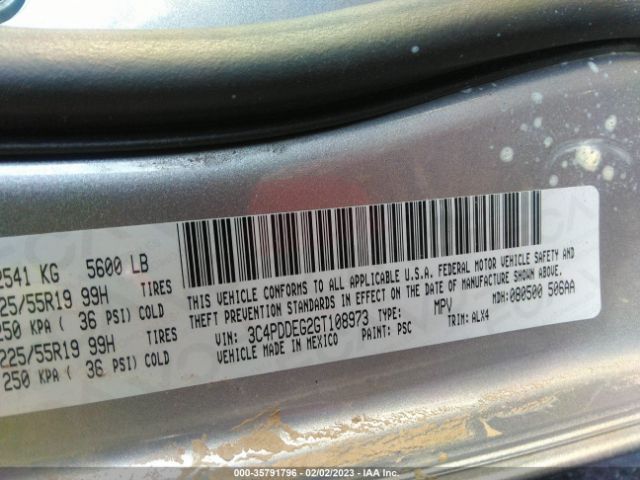 2541 KG 5600 LB
225/55R19 99H TIRES
250 KPA ( 36 PSI) COLD
225/55R19 99H TIRES
250 KPA ( 36 PSI) COLD
THIS VEHICLE CONFORMS TO ALL APPLICABLE U.S.A. FEDERAL MOTOR VEHICLE SAFETY AND
THEFT PREVENTION STANDARDS IN EFFECT ON THE DATE OF MANUFACTURE SHOWN ABOVE.
VIN: 3C4PDDEG2GT108973 TYPE: MPV MDH: 080500 506AA
VEHICLE MADE IN MEXICO PAINT: PSC TRIM: ALX4
000-35791796 - 02/02/2023 - IAA Inc.